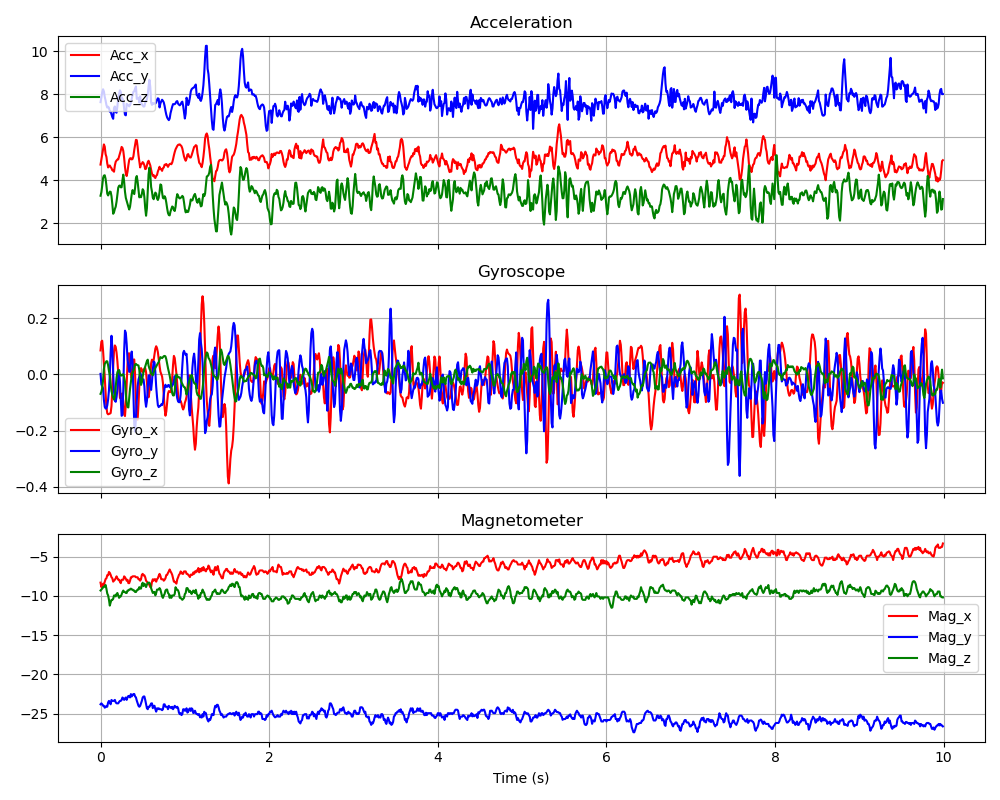 Acceleration
10
8
6
4
2
Acc_x
Acc_y
Acc_z
Gyroscope
0.2
0.0
−0.2
−0.4
Gyro_x
Gyro_y
Gyro_z
Magnetometer
−5
−10
−15
−20
−25
Mag_x
Mag_y
Mag_z
0 2 4 6 8 10
Time (s)